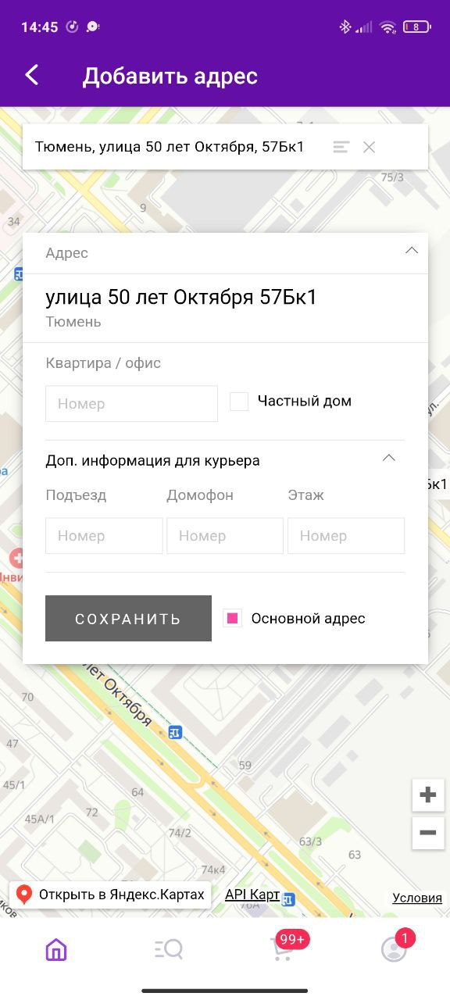 14:45
8
Добавить адрес
Тюмень, улица 50 лет Октября, 57Бк1
75/3
9
34
Адрес
улица 50 лет Октября 57Бк1
Тюмень
Квартира / офис
Номер
Частный дом
ул.
Доп. информация для курьера
Подъезд Домофон Этаж
Номер Номер Номер
СОХРАНИТЬ
Основной адрес
лет Октября
70
47
59
45/1
64
72
45А/1
74/2
63/3
63
74к4
76А
Открыть в Яндекс.Картах
API Карт
Условия
99+
1